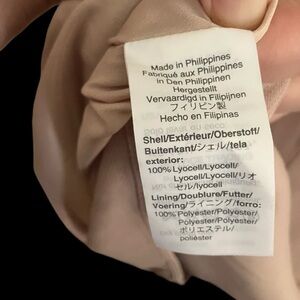 Made in Philippines
Fabriqué aux Philippines
in Den Philippinen
Hergestellt
Vervaardigd in Filipijnen
フィリピン製
Hecho en Filipinas
Shell/Extérieur/Oberstoff/
Buitenkant/シェル/tela
exterior:
100% Lyocell/Lyocell/
Lyocell/Lyocell/リオ
セル/lyocell
Lining/Doublure/Futter/
Voering/ライニング/forro:
100% Polyester/Polyester/
Polyester/Polyester/
ポリエステル/
poliéster